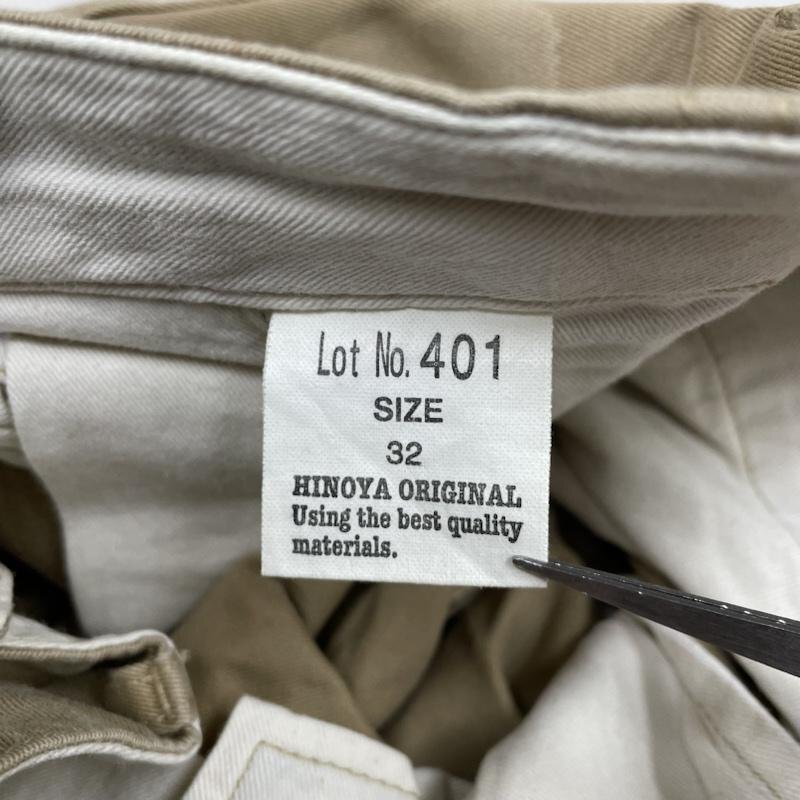 Lot No. 401
SIZE
32
HINOYA ORIGINAL
Using the best quality
materials.